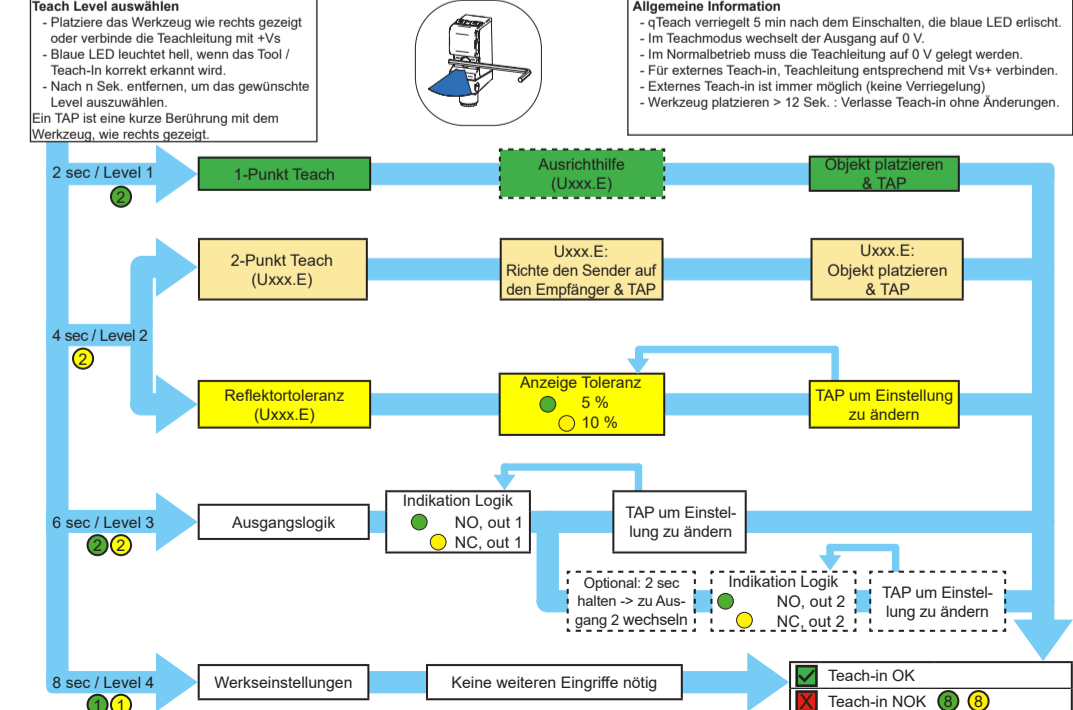 Teach Level auswählen
- Platziere das Werkzeug wie rechts gezeigt
oder verbinde die Teachleitung mit +Vs
- Blaue LED leuchtet hell, wenn das Tool /
Teach-In korrekt erkannt wird.
- Nach n Sek. entfernen, um das gewünschte
Level auszuwählen.
Ein TAP ist eine kurze Berührung mit dem
Werkzeug, wie rechts gezeigt.
Allgemeine Information
- qTeach verriegelt 5 min nach dem Einschalten, die blaue LED erlischt.
- Im Teachmodus wechselt der Ausgang auf 0 V.
- Im Normalbetrieb muss die Teachleitung auf 0 V gelegt werden.
- Für externes Teach-in, Teachleitung entsprechend mit Vs+ verbinden.
- Externes Teach-in ist immer möglich (keine Verriegelung)
- Werkzeug platzieren > 12 Sek. : Verlasse Teach-in ohne Änderungen.
2 sec / Level 1
2
1-Punkt Teach
Ausrichthilfe
(Uxxx.E)
Objekt platzieren
& TAP
4 sec / Level 2
2
2-Punkt Teach
(Uxxx.E)
Uxxx.E:
Richte den Sender auf
den Empfänger & TAP
Uxxx.E:
Objekt platzieren
& TAP
Reflektortoleranz
(Uxxx.E)
Anzeige Toleranz
5 %
10 %
TAP um Einstellung
zu ändern
6 sec / Level 3
2 2
Ausgangslogik
Indikation Logik
NO, out 1
NC, out 1
TAP um Einstel-
lung zu ändern
Optional: 2 sec
halten -> zu Aus-
gang 2 wechseln
Indikation Logik
NO, out 2
NC, out 2
TAP um Einstel-
lung zu ändern
8 sec / Level 4
1 1
Werkseinstellungen
Keine weiteren Eingriffe nötig
Teach-in OK
Teach-in NOK 8 8